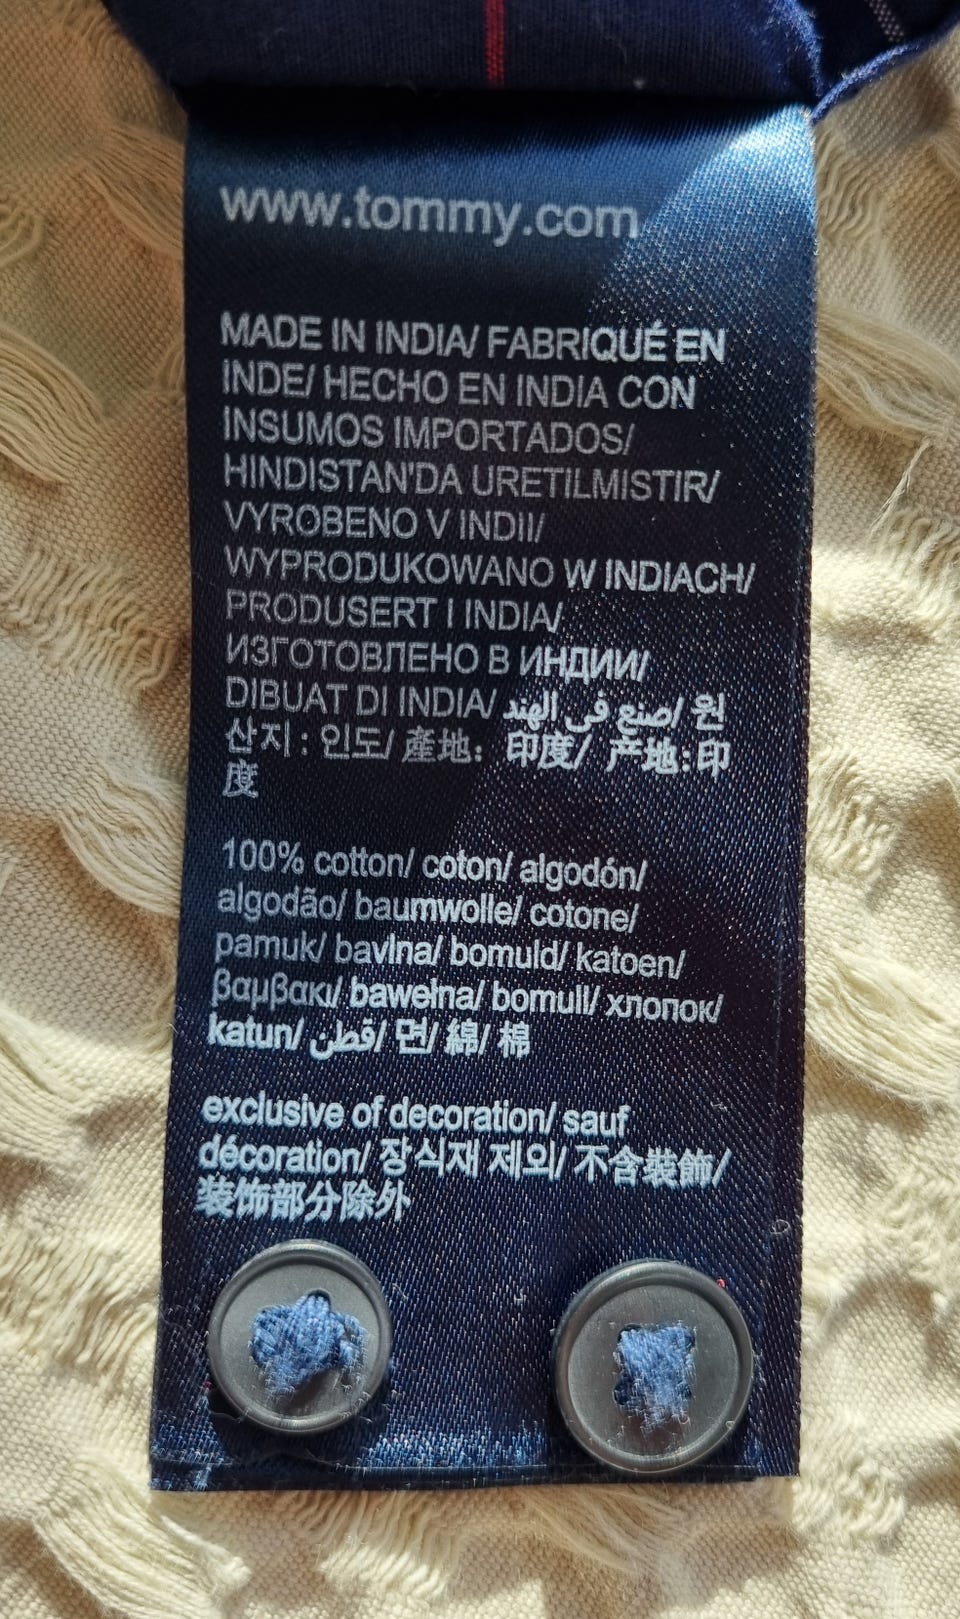 www.tommy.com
MADE IN INDIA/ FABRIQUÉ EN
INDE/ HECHO EN INDIA CON
INSUMOS IMPORTADOS/
HINDISTAN'DA URETILMISTIR/
VYROBENO V INDII/
WYPRODUKOWANO W INDIACH/
PRODUSERT I INDIA/
ИЗГОТОВЛЕНО В ИНДИИ/
DIBUAT DI INDIA/ صنع في الهند/ 원
산지 : 인도/ 產地: 印度/ 产地:印
度
100% cotton/ coton/ algodón/
algodão/ baumwolle/ cotone/
pamuk/ bavlna/ bomuld/ katoen/
βαμβακι/ bawełna/ bomull/ хлопок/
katun/ قطن/ 면/ 綿/ 棉
exclusive of decoration/ sauf
décoration/ 장식재 제외/ 不含裝飾/
装饰部分除外